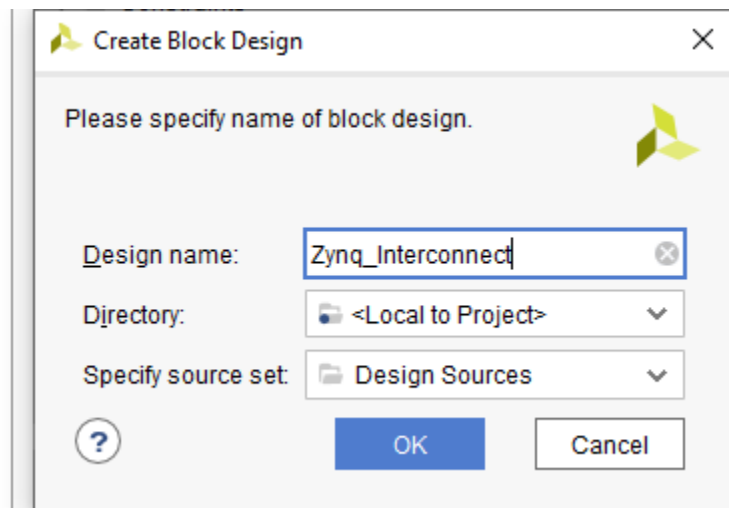 Create Block Design
Please specify name of block design.
Design name: Zynq_Interconnect
Directory: <Local to Project>
Specify source set: Design Sources
? OK Cancel